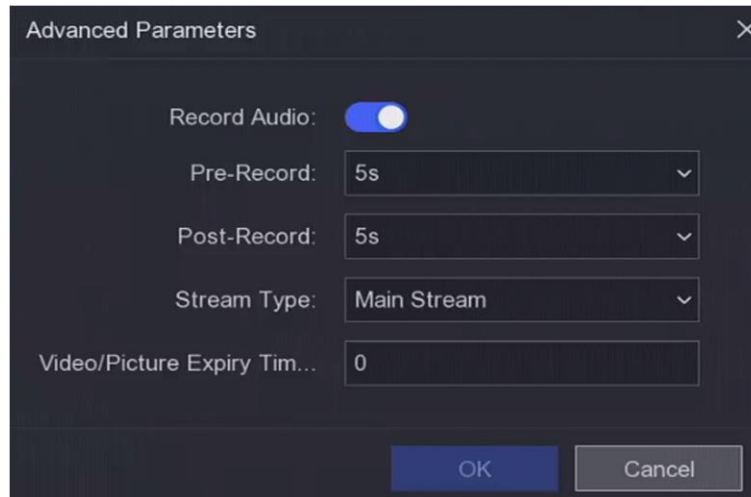 Advanced Parameters
Record Audio:
Pre-Record: 5s
Post-Record: 5s
Stream Type: Main Stream
Video/Picture Expiry Tim... 0
OK Cancel